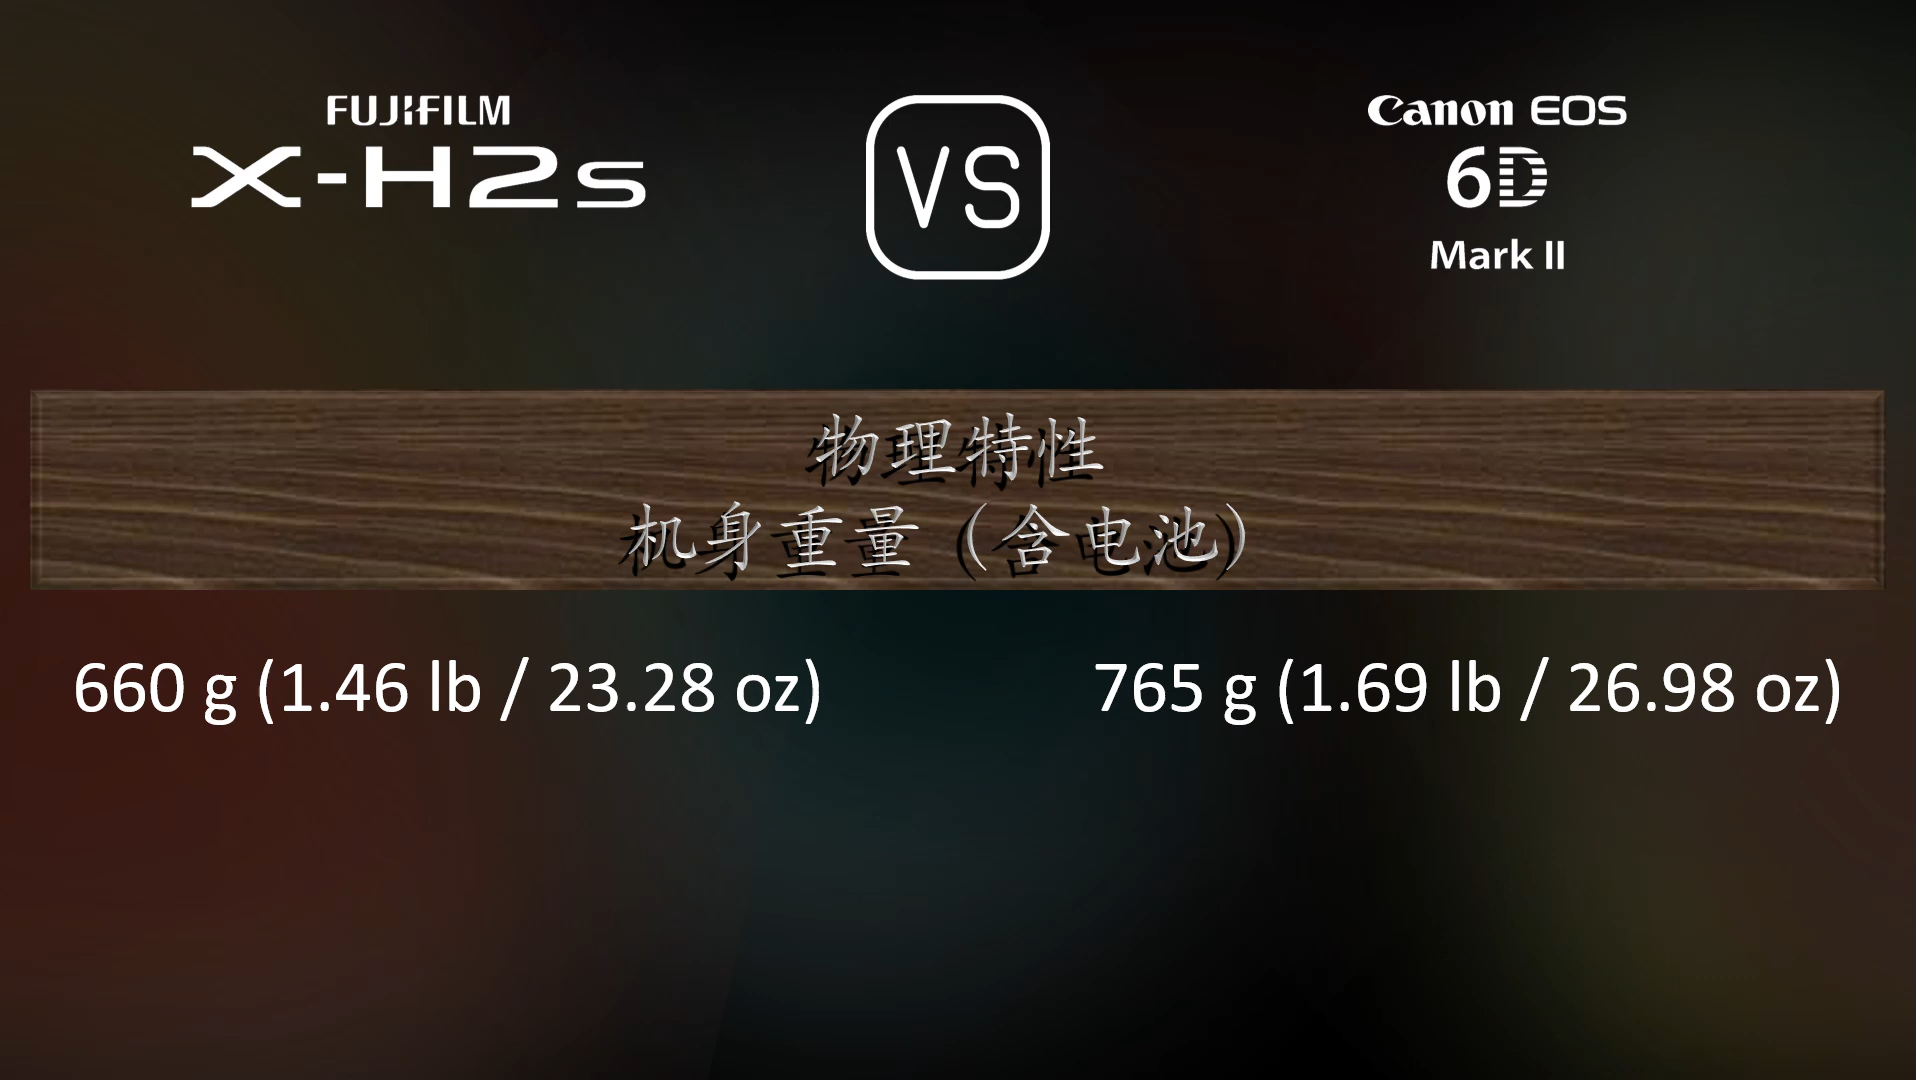 FUJIFILM
X-H2s
VS
Canon EOS
6D
Mark II
物理特性
机身重量（含电池）
660 g (1.46 lb / 23.28 oz)
765 g (1.69 lb / 26.98 oz)